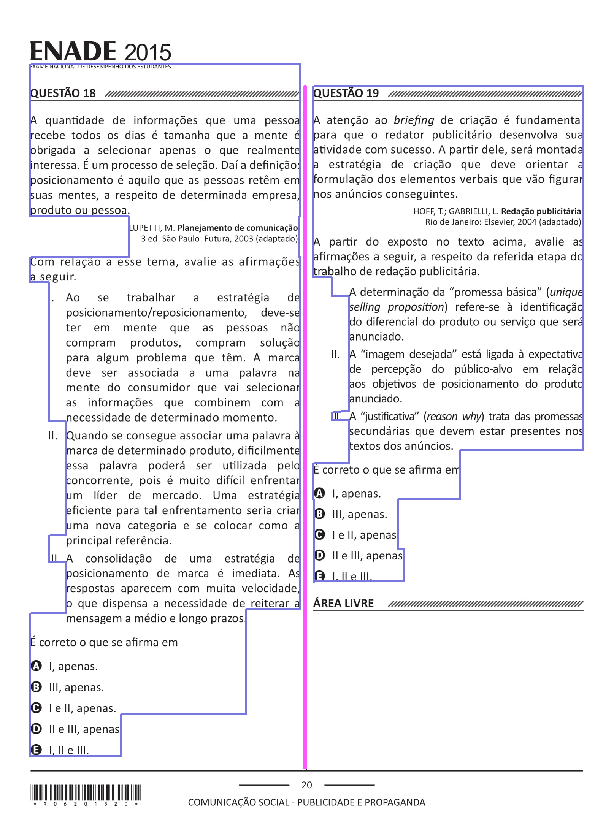 ENADE 2015
EXAME NACIONAL DE DESEMPENHO DOS ESTUDANTES
QUESTÃO 18
A quantidade de informações que uma pessoa
recebe todos os dias é tamanha que a mente é
obrigada a selecionar apenas o que realmente
interessa. É um processo de seleção. Daí a definição:
posicionamento é aquilo que as pessoas retêm em
suas mentes, a respeito de determinada empresa,
produto ou pessoa.
LUPETTI, M. Planejamento de comunicação.
3 ed. São Paulo: Futura, 2003 (adaptado)
Com relação a esse tema, avalie as afirmações
a seguir.
I. Ao se trabalhar a estratégia de
posicionamento/reposicionamento, deve-se
ter em mente que as pessoas não
compram produtos, compram solução
para algum problema que têm. A marca
deve ser associada a uma palavra na
mente do consumidor que vai selecionar
as informações que combinem com a
necessidade de determinado momento.
II. Quando se consegue associar uma palavra à
marca de determinado produto, dificilmente
essa palavra poderá ser utilizada pelo
concorrente, pois é muito difícil enfrentar
um líder de mercado. Uma estratégia
eficiente para tal enfrentamento seria criar
uma nova categoria e se colocar como a
principal referência.
III. A consolidação de uma estratégia de
posicionamento de marca é imediata. As
respostas aparecem com muita velocidade,
o que dispensa a necessidade de reiterar a
mensagem a médio e longo prazos.
É correto o que se afirma em
A I, apenas.
B III, apenas.
C I e II, apenas.
D II e III, apenas
E I, II e III.
QUESTÃO 19
A atenção ao briefing de criação é fundamental
para que o redator publicitário desenvolva sua
atividade com sucesso. A partir dele, será montada
a estratégia de criação que deve orientar a
formulação dos elementos verbais que vão figurar
nos anúncios conseguintes.
HOFF, T.; GABRIELLI, L. Redação publicitária.
Rio de Janeiro: Elsevier, 2004 (adaptado)
A partir do exposto no texto acima, avalie as
afirmações a seguir, a respeito da referida etapa do
trabalho de redação publicitária.
A determinação da “promessa básica” (unique
selling proposition) refere-se à identificação
do diferencial do produto ou serviço que será
anunciado.
II. A “imagem desejada” está ligada à expectativa
de percepção do público-alvo em relação
aos objetivos de posicionamento do produto
anunciado.
III. A “justificativa” (reason why) trata das promessas
secundárias que devem estar presentes nos
textos dos anúncios.
É correto o que se afirma em
A I, apenas.
B III, apenas.
C I e II, apenas
D II e III, apenas
E I, II e III.
ÁREA LIVRE
20
COMUNICAÇÃO SOCIAL - PUBLICIDADE E PROPAGANDA